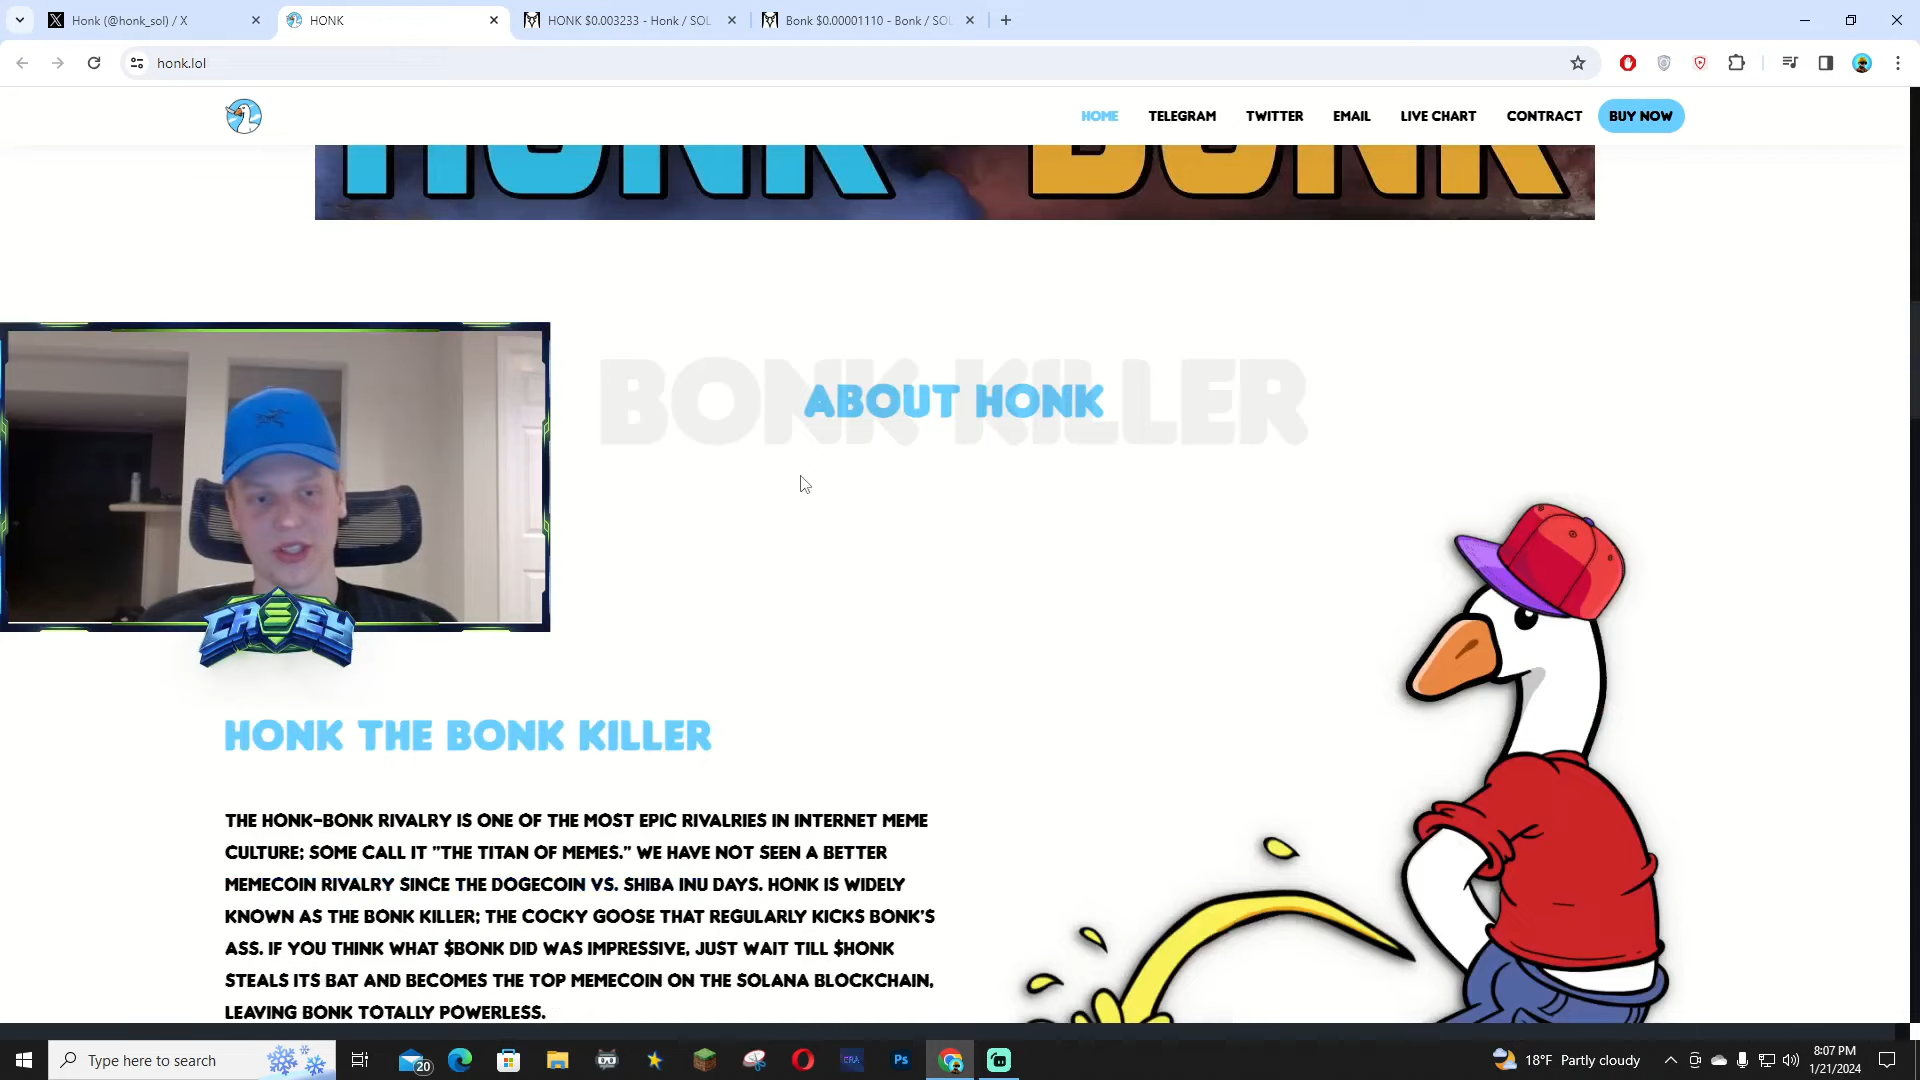 Honk (@honk_sol) / X
HONK
HONK $0.003233 - Honk / SOL
Bonk $0.00001110 - Bonk / SOL
honk.lol
HOME
TELEGRAM
TWITTER
EMAIL
LIVE CHART
CONTRACT
BUY NOW
HONK
BONK
BONK KILLER
ABOUT HONK
CASEY
HONK THE BONK KILLER
THE HONK-BONK RIVALRY IS ONE OF THE MOST EPIC RIVALRIES IN INTERNET MEME
CULTURE; SOME CALL IT "THE TITAN OF MEMES." WE HAVE NOT SEEN A BETTER
MEMECOIN RIVALRY SINCE THE DOGECOIN VS. SHIBA INU DAYS. HONK IS WIDELY
KNOWN AS THE BONK KILLER; THE COCKY GOOSE THAT REGULARLY KICKS BONK'S
ASS. IF YOU THINK WHAT $BONK DID WAS IMPRESSIVE, JUST WAIT TILL $HONK
STEALS ITS BAT AND BECOMES THE TOP MEMECOIN ON THE SOLANA BLOCKCHAIN,
LEAVING BONK TOTALLY POWERLESS.
Type here to search
20
CRA
Ps
18°F Partly cloudy
8:07 PM
1/21/2024